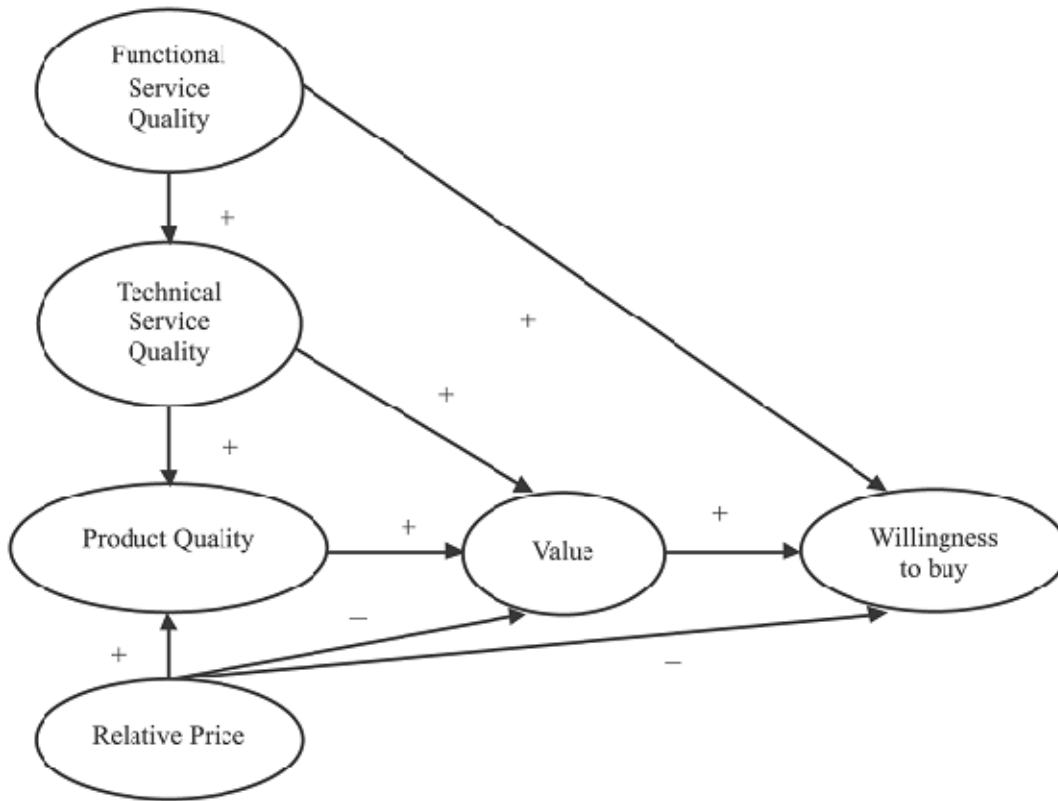 Functional
Service
Quality
+
Technical
Service
Quality
+
+
+
Product Quality
+
Value
+
Willingness
to buy
+
−
−
Relative Price